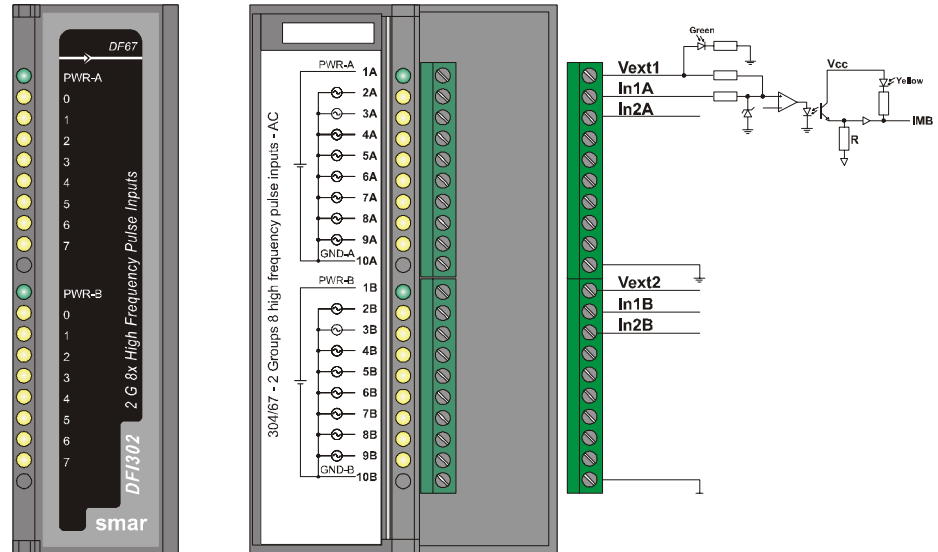 DF67
PWR-A
0
1
2
3
4
5
6
7
PWR-B
0
1
2
3
4
5
6
7
2 G 8x High Frequency Pulse Inputs
DFI302
smar
304/67 - 2 Groups 8 high frequency pulse inputs - AC
PWR-A
1A
2A
3A
4A
5A
6A
7A
8A
9A
GND-A
10A
PWR-B
1B
2B
3B
4B
5B
6B
7B
8B
9B
GND-B
10B
Vext1
In1A
In2A
Vext2
In1B
In2B
Green
Vcc
Yellow
IMB
R